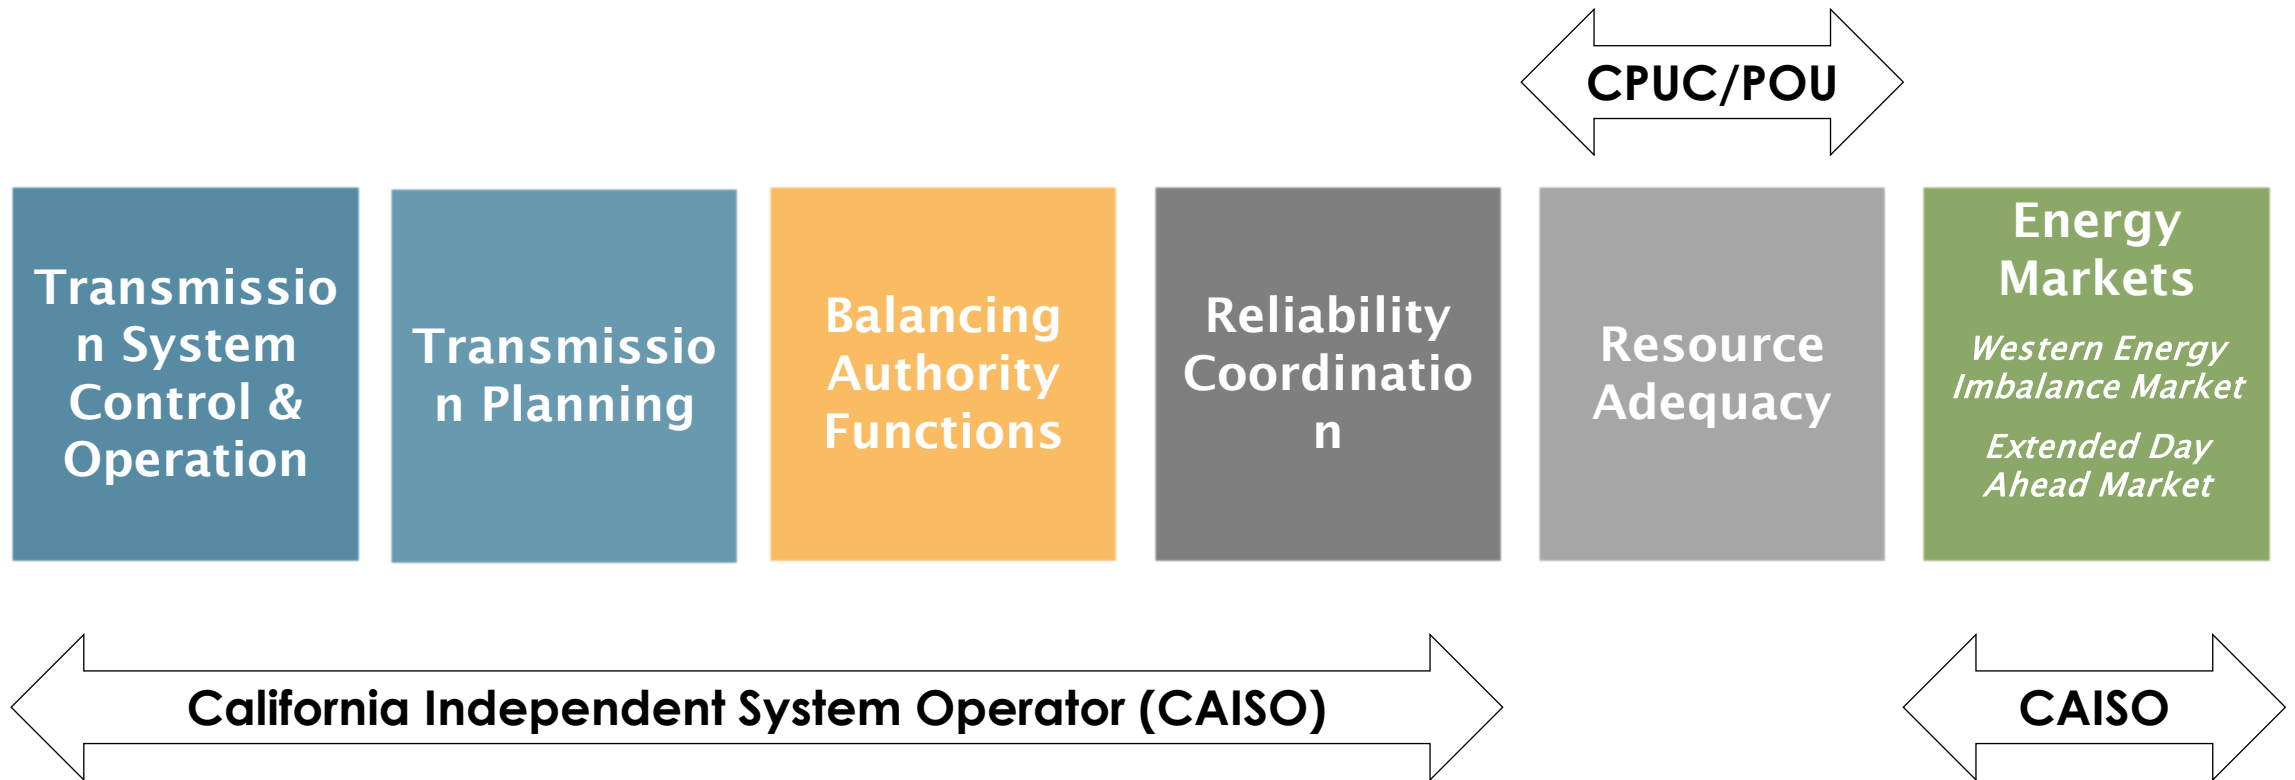 CPUC/POU
Transmissio
n System
Control &
Operation
Transmissio
n Planning
Balancing
Authority
Functions
Reliability
Coordinatio
n
Resource
Adequacy
Energy
Markets
Western Energy
Imbalance Market
Extended Day
Ahead Market
California Independent System Operator (CAISO)
CAISO